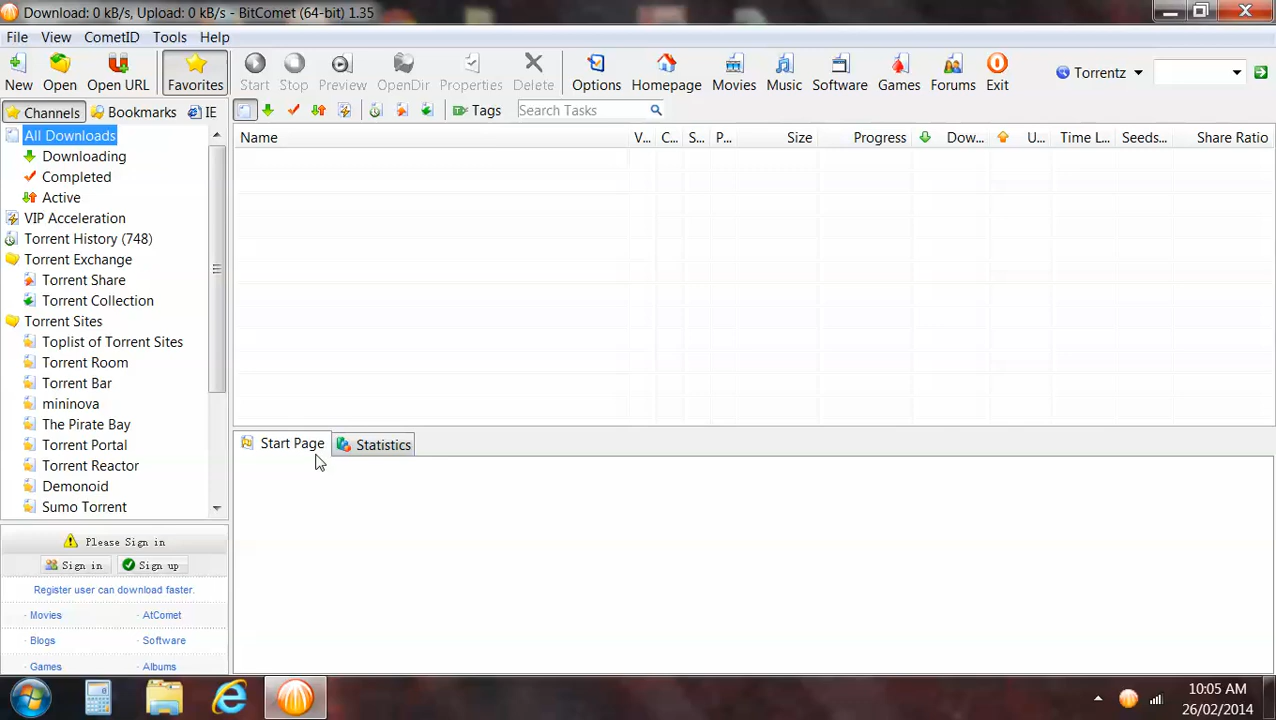 Download: 0 kB/s, Upload: 0 kB/s - BitComet (64-bit) 1.35
File View CometID Tools Help
New Open Open URL Favorites Start Stop Preview OpenDir Properties Delete Options Homepage Movies Music Software Games Forums Exit Torrentz
Channels Bookmarks IE Tags Search Tasks
All Downloads
Downloading
Completed
Active
VIP Acceleration
Torrent History (748)
Torrent Exchange
Torrent Share
Torrent Collection
Torrent Sites
Toplist of Torrent Sites
Torrent Room
Torrent Bar
mininova
The Pirate Bay
Torrent Portal
Torrent Reactor
Demonoid
Sumo Torrent
Name V... C... S... P... Size Progress Dow... U... Time L... Seeds... Share Ratio
Start Page Statistics
Please Sign in
Sign in Sign up
Register user can download faster.
· Movies · AtComet
· Blogs · Software
· Games · Albums
10:05 AM
26/02/2014